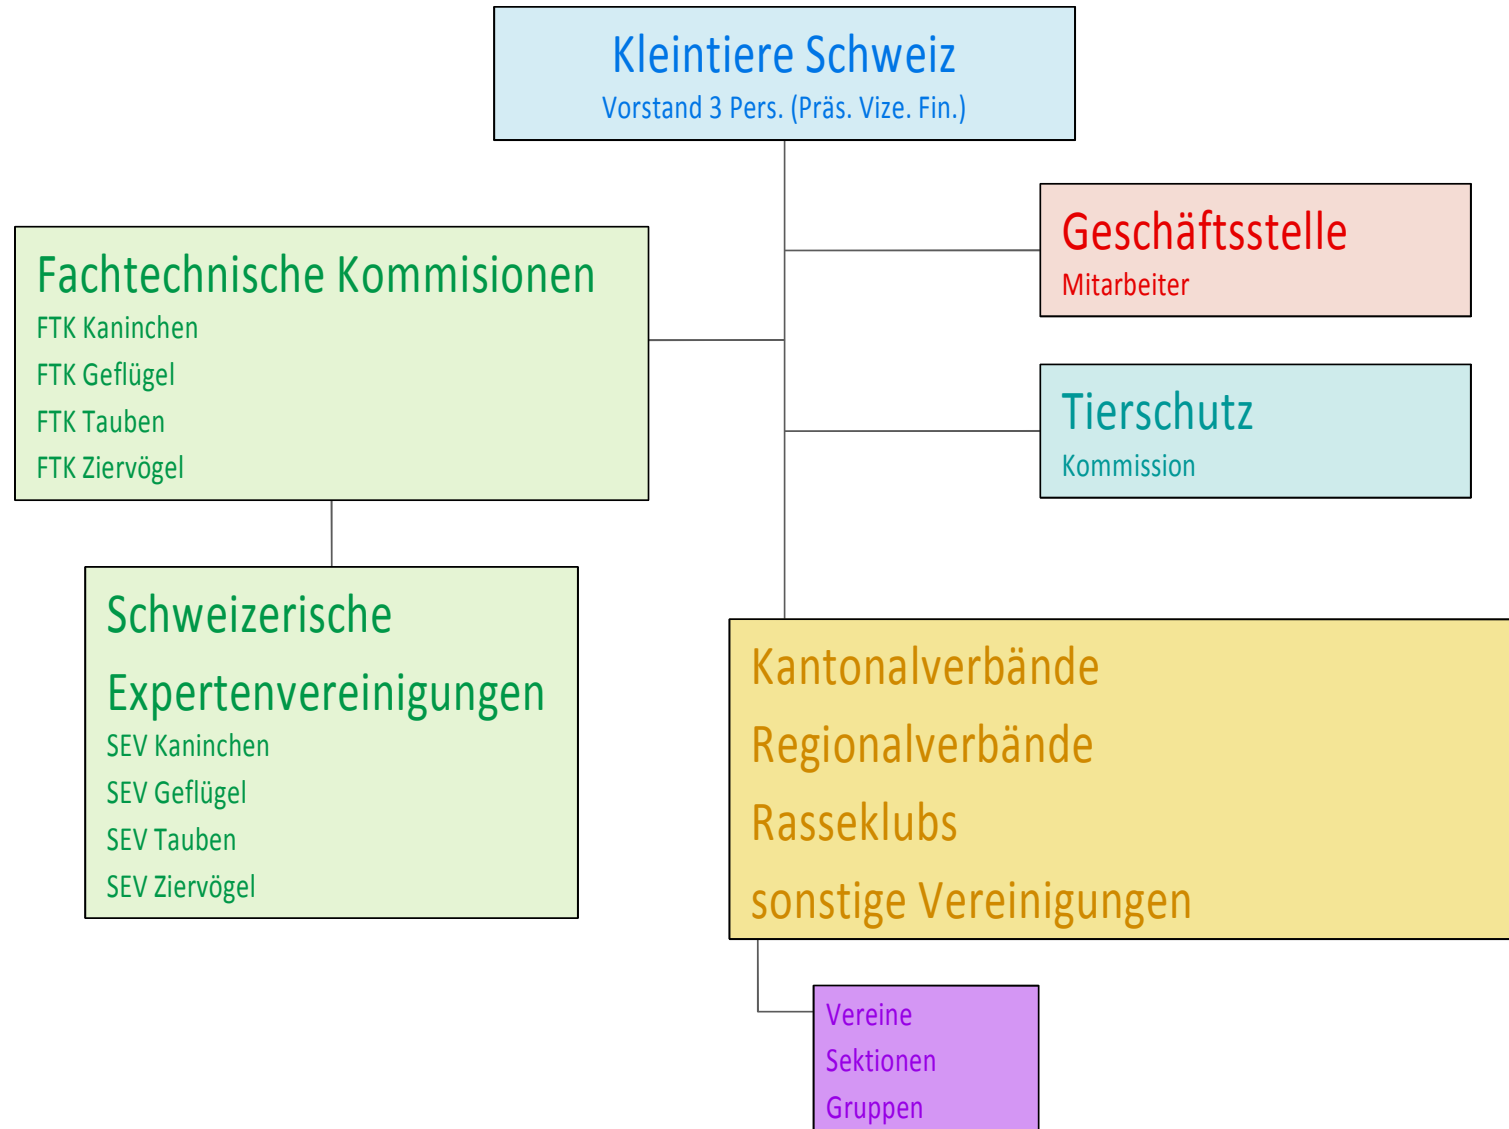 Kleintiere Schweiz
Vorstand 3 Pers. (Präs. Vize. Fin.)
Geschäftsstelle
Mitarbeiter
Fachtechnische Kommisionen
FTK Kaninchen
FTK Geflügel
FTK Tauben
FTK Ziervögel
Tierschutz
Kommission
Schweizerische
Expertenvereinigungen
SEV Kaninchen
SEV Geflügel
SEV Tauben
SEV Ziervögel
Kantonalverbände
Regionalverbände
Rasseklubs
sonstige Vereinigungen
Vereine
Sektionen
Gruppen